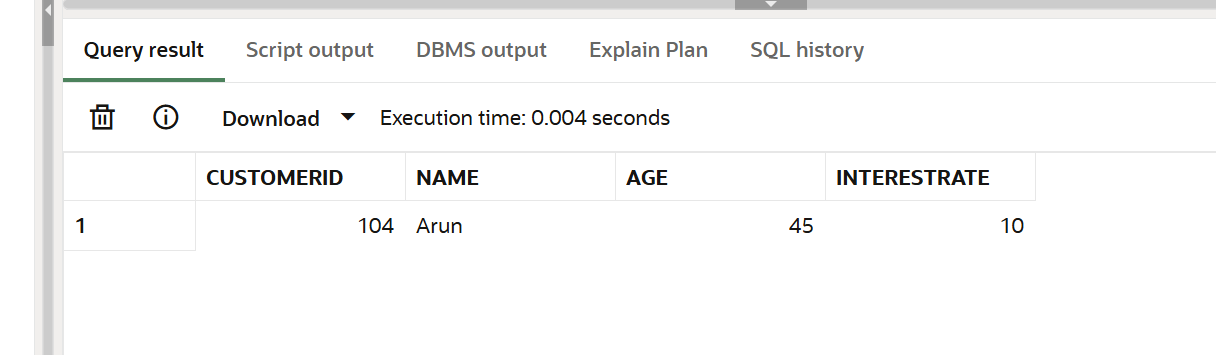 Query result Script output DBMS output Explain Plan SQL history
Download Execution time: 0.004 seconds
CUSTOMERID NAME AGE INTERESTRATE
1 104 Arun 45 10